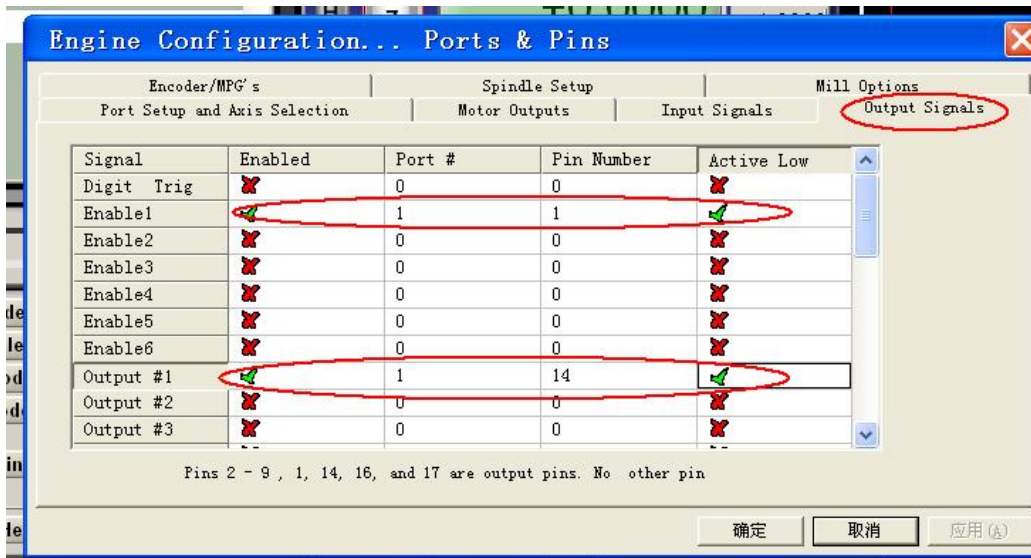 Engine Configuration... Ports & Pins
Encoder/MPG's Spindle Setup Mill Options
Port Setup and Axis Selection Motor Outputs Input Signals Output Signals
Signal Enabled Port # Pin Number Active Low
Digit Trig 0 0
Enable1 1 1
Enable2 0 0
Enable3 0 0
Enable4 0 0
Enable5 0 0
Enable6 0 0
Output #1 1 14
Output #2 0 0
Output #3 0 0
Pins 2 - 9 , 1, 14, 16, and 17 are output pins. No other pin
确定 取消 应用(A)